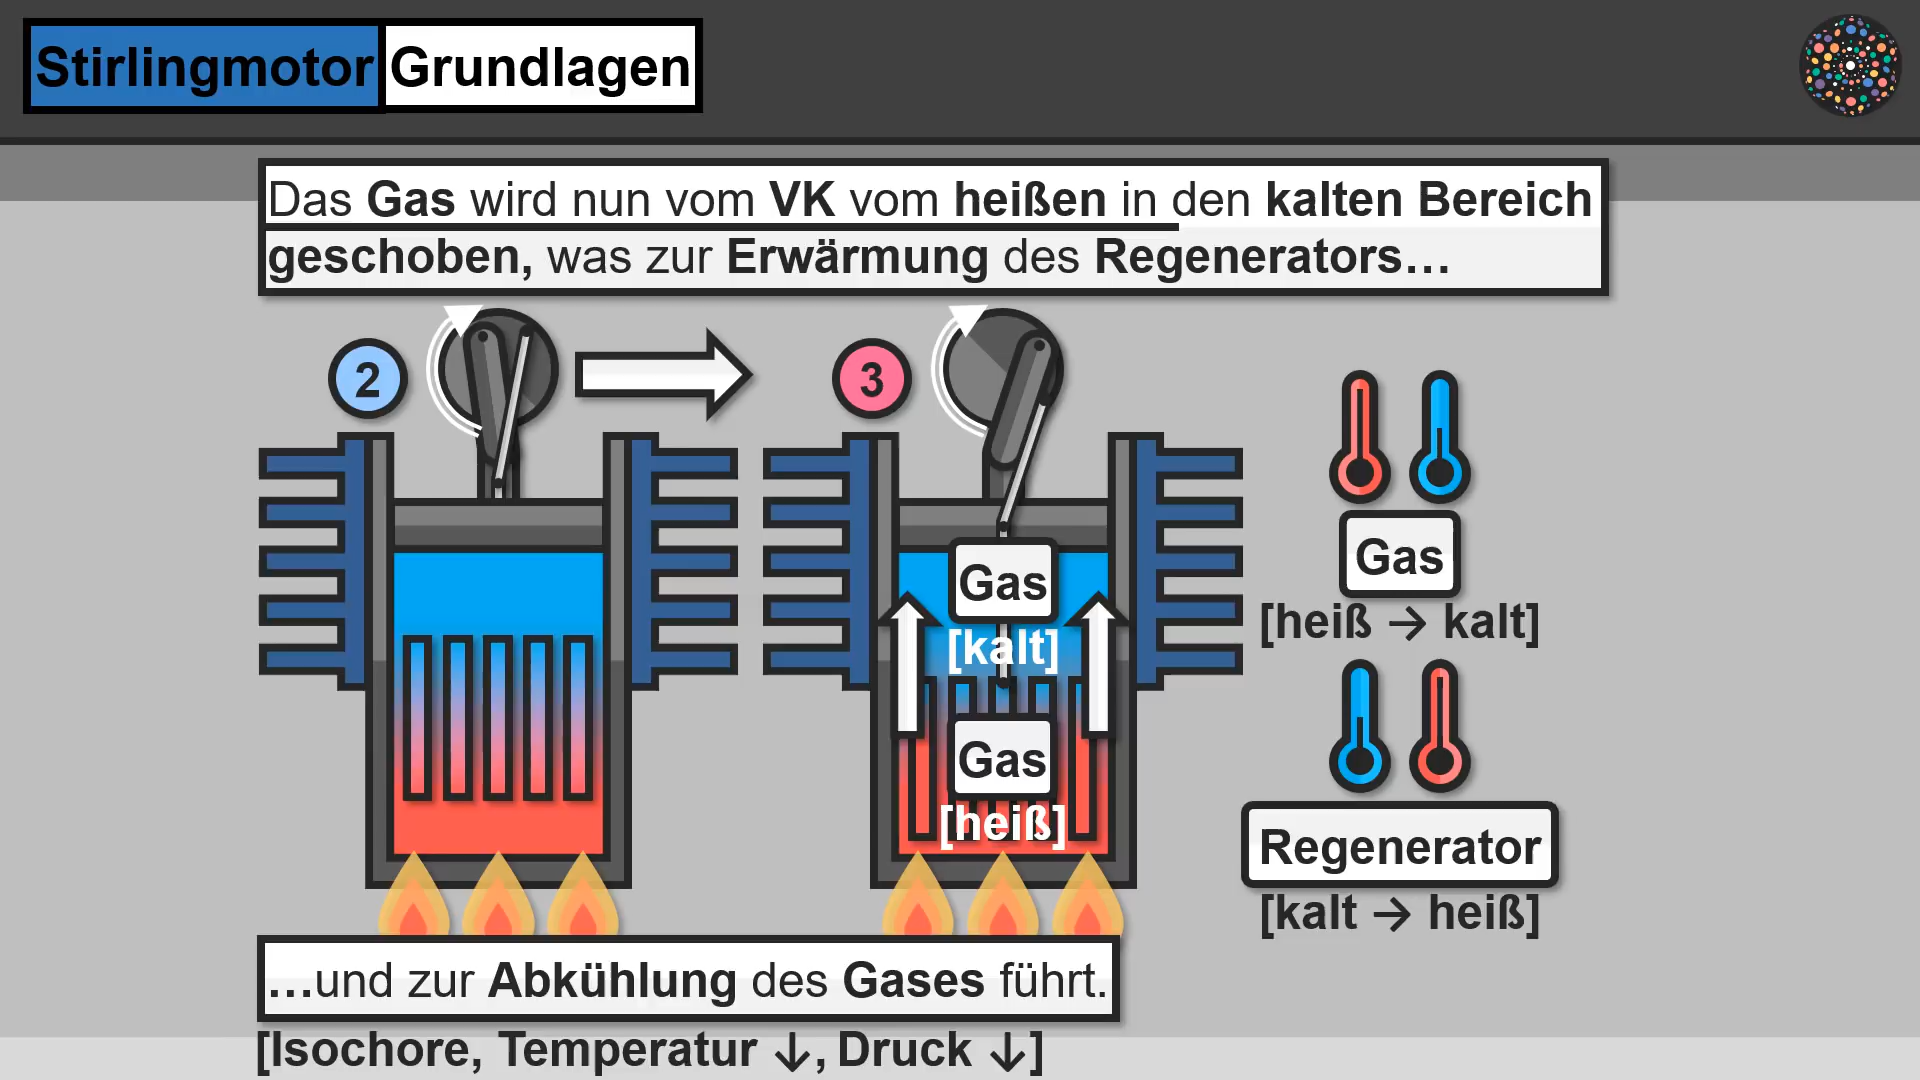 Stirlingmotor Grundlagen
Das Gas wird nun vom VK vom heißen in den kalten Bereich
geschoben, was zur Erwärmung des Regenerators...
2
3
Gas
[kalt]
Gas
[heiß]
Gas
[heiß → kalt]
Regenerator
[kalt → heiß]
...und zur Abkühlung des Gases führt.
[Isochore, Temperatur ↓, Druck ↓]